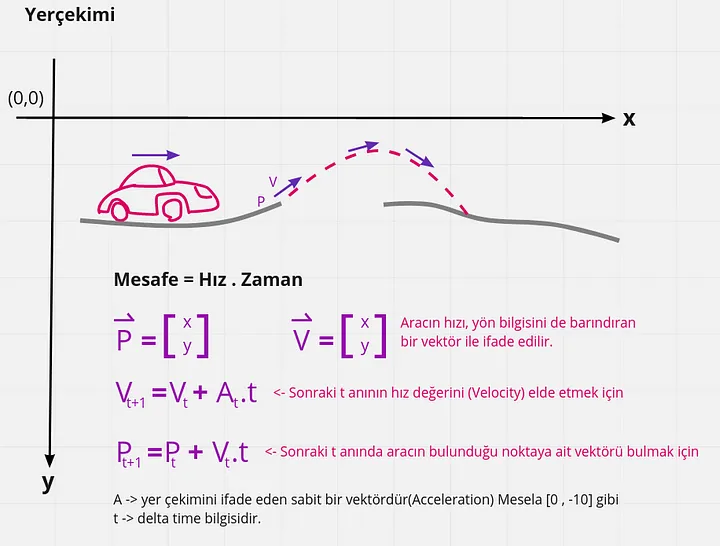 Yerçekimi
(0,0)
x
V
P
Mesafe = Hız . Zaman
P = [x y]
V = [x y]
Aracın hızı, yön bilgisini de barındıran
bir vektör ile ifade edilir.
Vt+1 =Vt + At.t
<- Sonraki t anının hız değerini (Velocity) elde etmek için
Pt+1 =Pt + Vt.t
<- Sonraki t anında aracın bulunduğu noktaya ait vektörü bulmak için
y
A -> yer çekimini ifade eden sabit bir vektördür(Acceleration) Mesela [0 , -10] gibi
t -> delta time bilgisidir.